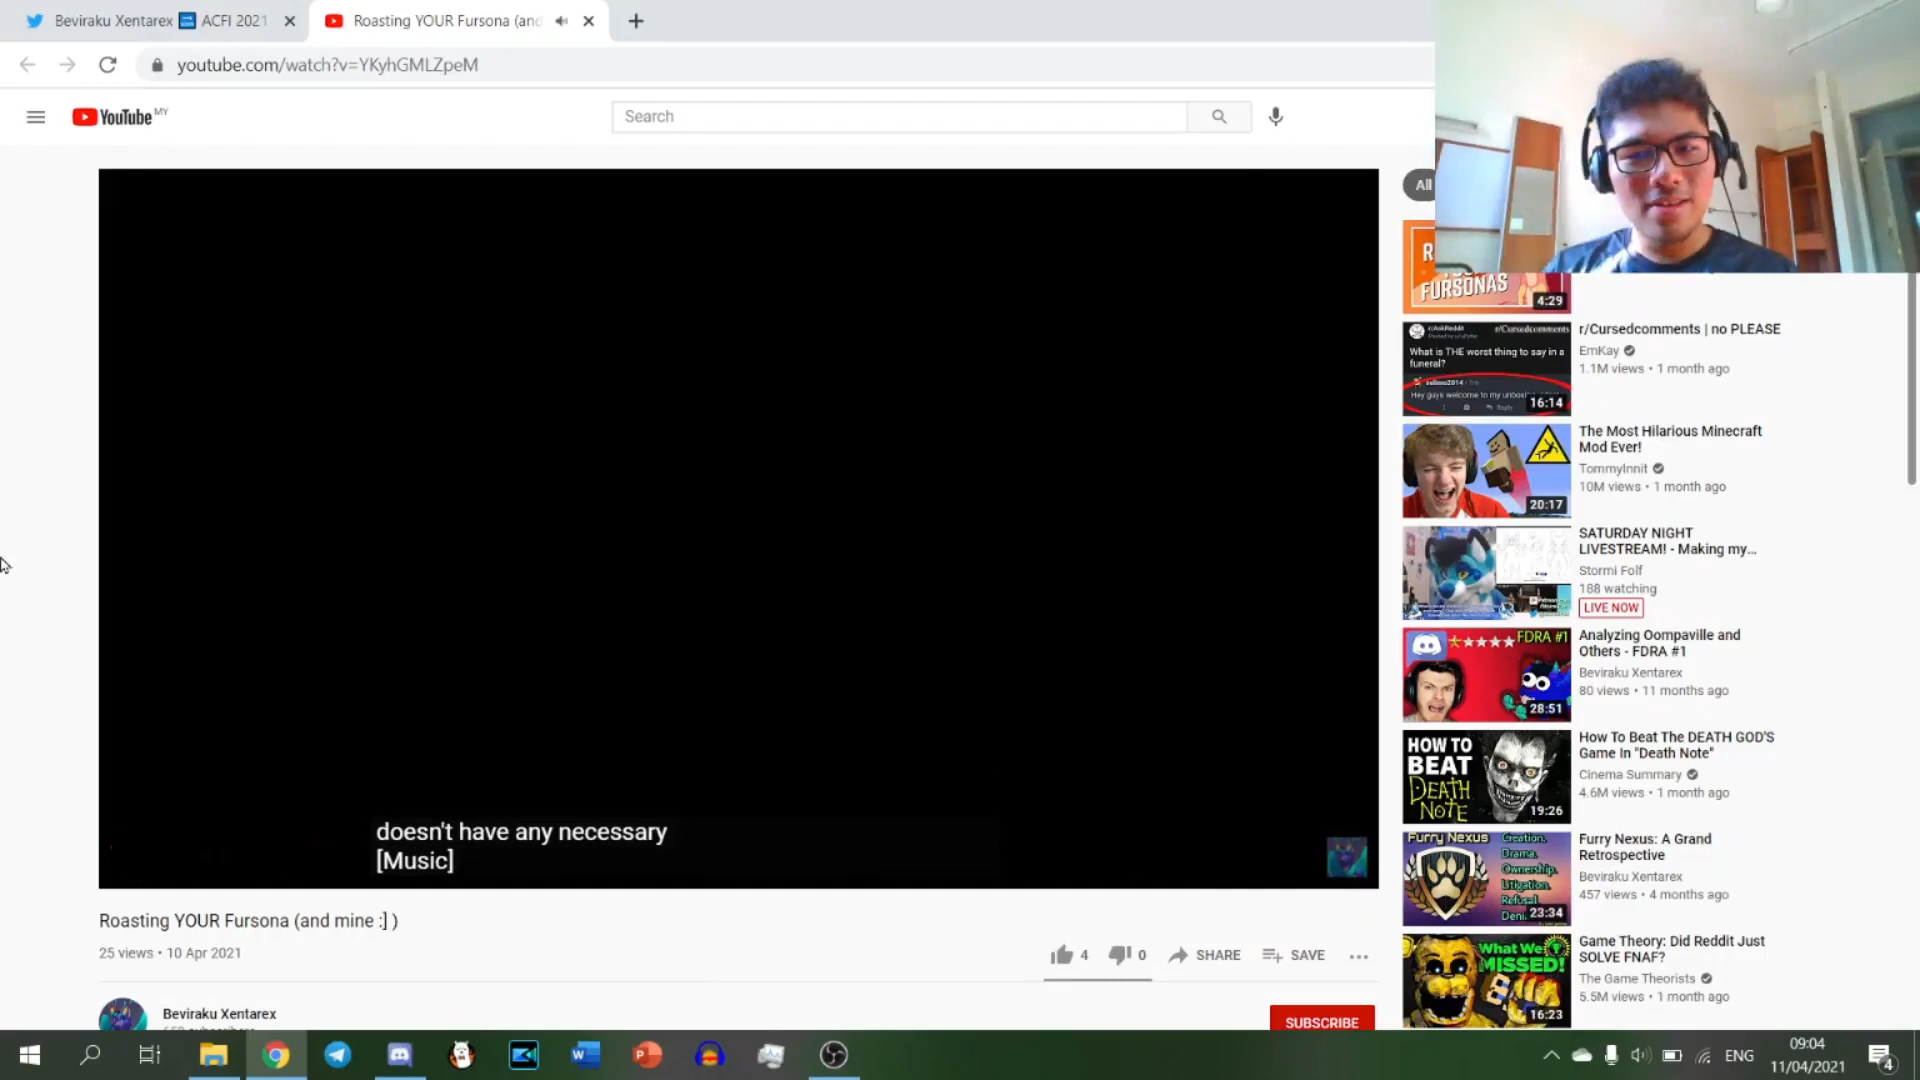 Beviraku Xentarex ACFI 2021
Roasting YOUR Fursona (and
youtube.com/watch?v=YKyhGMLZpeM
YouTube MY
Search
All
FURSONAS
4:29
r/AskReddit r/Cursedcomments
What is THE worst thing to say in a
funeral?
16:14
r/Cursedcomments | no PLEASE
EmKay
1.1M views • 1 month ago
20:17
The Most Hilarious Minecraft
Mod Ever!
TommyInnit
10M views • 1 month ago
SATURDAY NIGHT
LIVESTREAM! - Making my...
Stormi Folf
188 watching
LIVE NOW
FDRA #1
28:51
Analyzing Oompaville and
Others - FDRA #1
Beviraku Xentarex
80 views • 11 months ago
HOW TO
BEAT
DEATH
NOTE
19:26
How To Beat The DEATH GOD'S
Game In "Death Note"
Cinema Summary
4.6M views • 1 month ago
Furry Nexus
Creation.
Drama.
Ownership.
Litigation.
Refusal.
23:34
Furry Nexus: A Grand
Retrospective
Beviraku Xentarex
457 views • 4 months ago
What We
MISSED!
16:23
Game Theory: Did Reddit Just
SOLVE FNAF?
The Game Theorists
5.5M views • 1 month ago
doesn't have any necessary
[Music]
Roasting YOUR Fursona (and mine :] )
25 views • 10 Apr 2021
4 0 SHARE SAVE
Beviraku Xentarex
SUBSCRIBE
ENG
09:04
11/04/2021
4